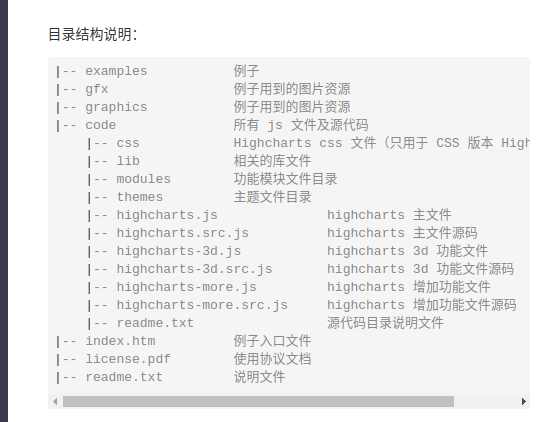 目录结构说明：
|-- examples 例子
|-- gfx 例子用到的图片资源
|-- graphics 例子用到的图片资源
|-- code 所有 js 文件及源代码
|-- css Highcharts css 文件（只用于 CSS 版本 High
|-- lib 相关的库文件
|-- modules 功能模块文件目录
|-- themes 主题文件目录
|-- highcharts.js highcharts 主文件
|-- highcharts.src.js highcharts 主文件源码
|-- highcharts-3d.js highcharts 3d 功能文件
|-- highcharts-3d.src.js highcharts 3d 功能文件源码
|-- highcharts-more.js highcharts 增加功能文件
|-- highcharts-more.src.js highcharts 增加功能文件源码
|-- readme.txt 源代码目录说明文件
|-- index.htm 例子入口文件
|-- license.pdf 使用协议文档
|-- readme.txt 说明文件